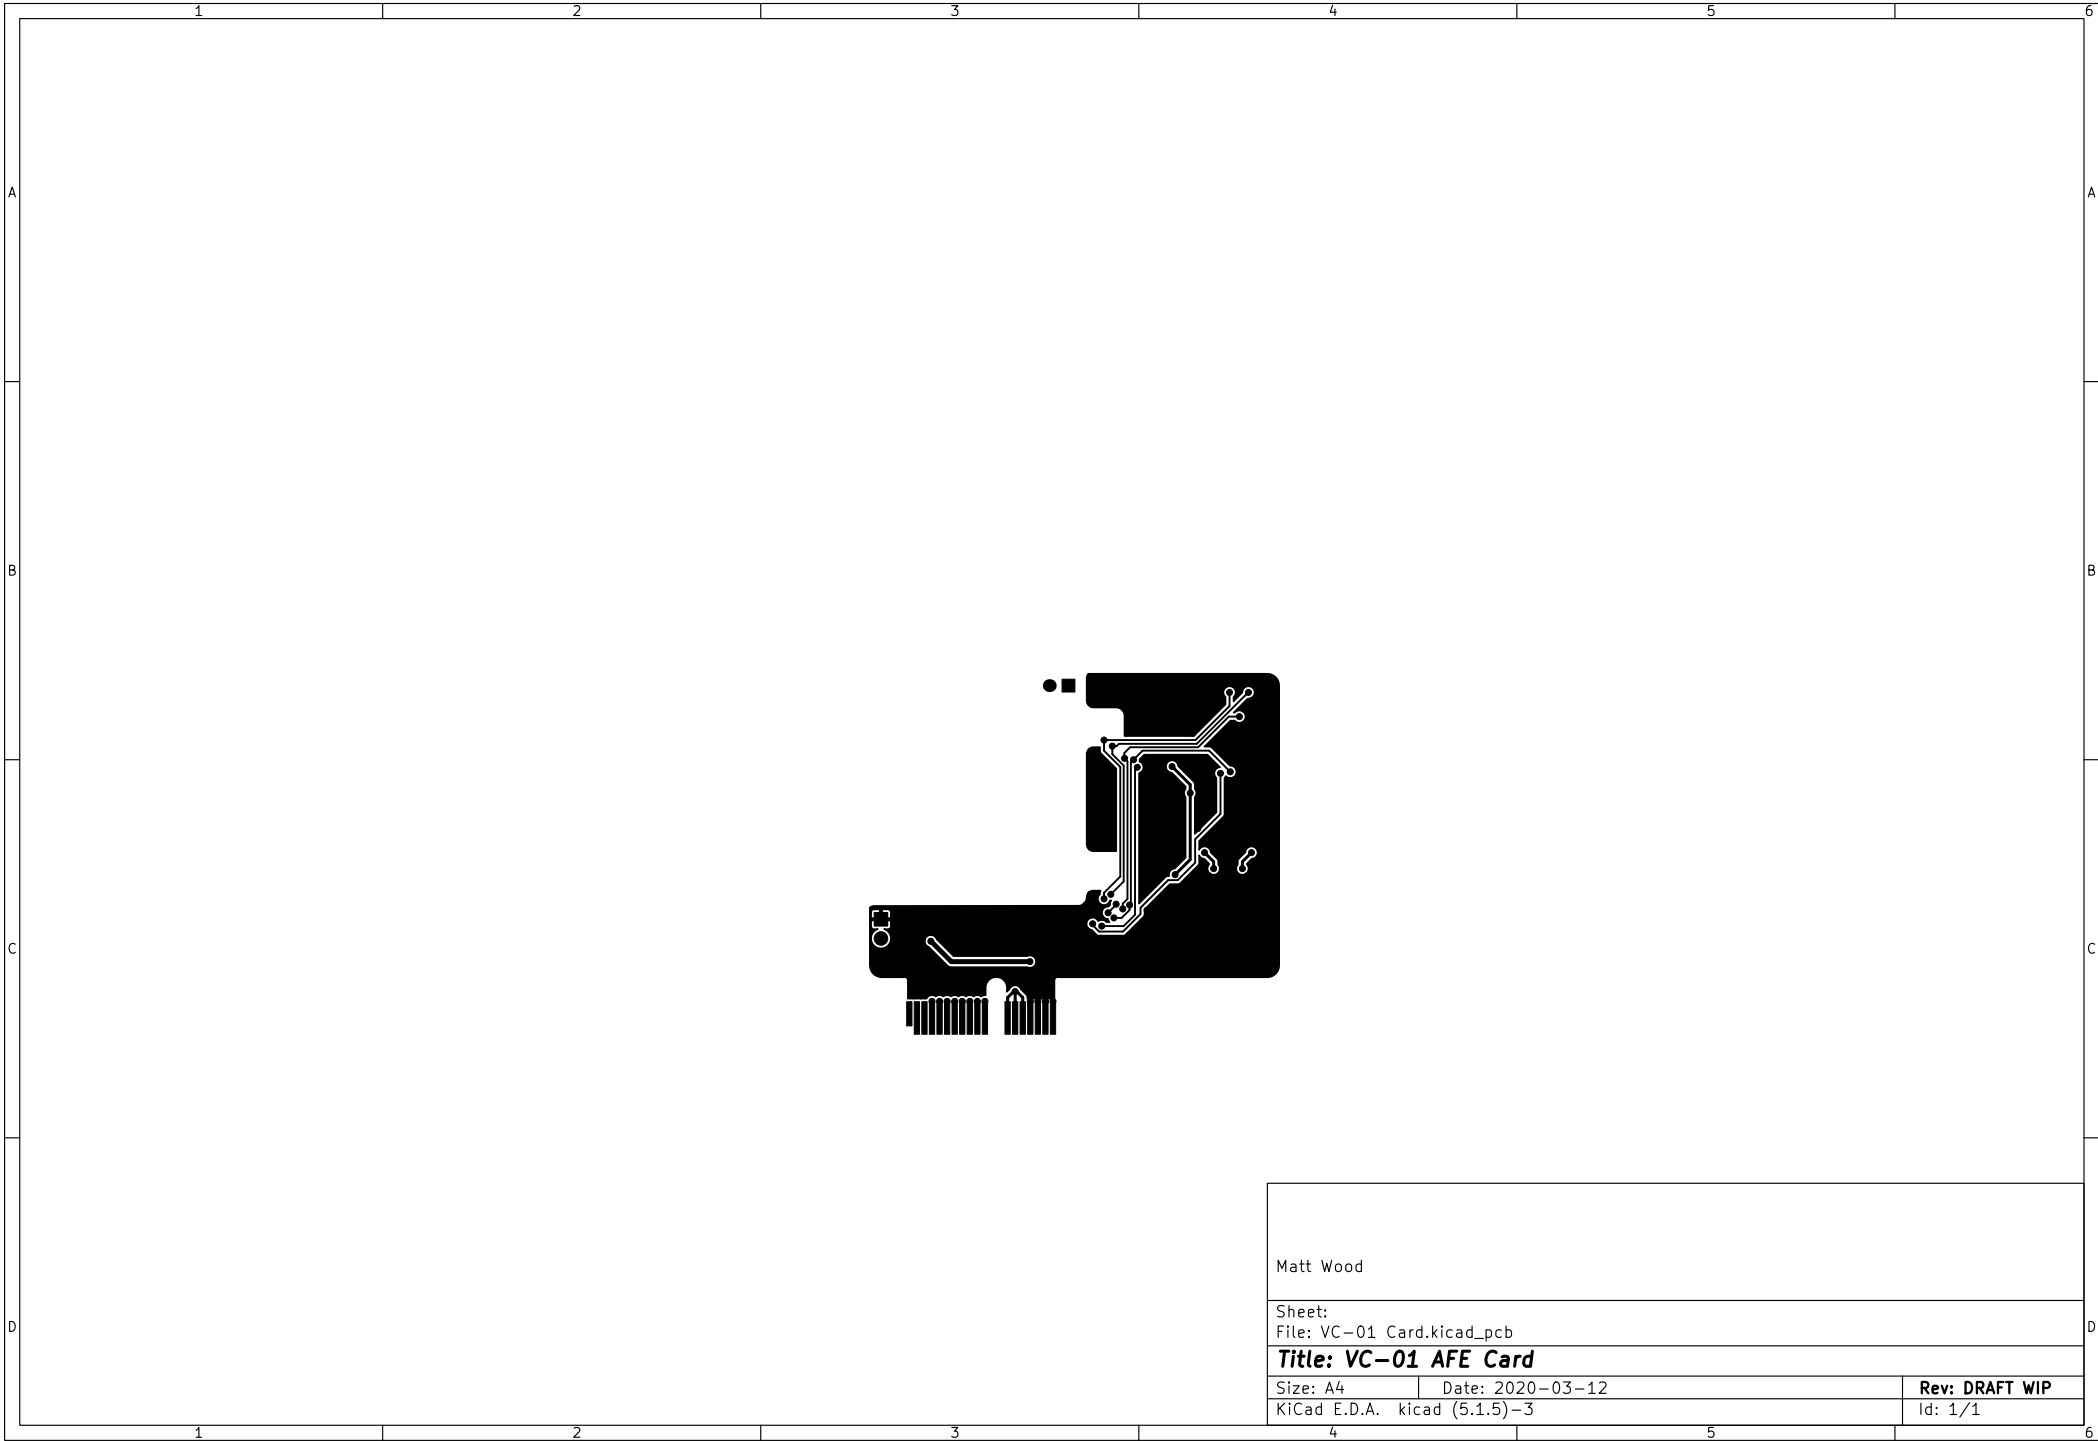 1 2 3 4 5 6
A A
B B
C C
D D
Matt Wood
Sheet:
File: VC-01 Card.kicad_pcb
Title: VC-01 AFE Card
Size: A4 Date: 2020-03-12 Rev: DRAFT WIP
KiCad E.D.A. kicad (5.1.5)-3 Id: 1/1
1 2 3 4 5 6